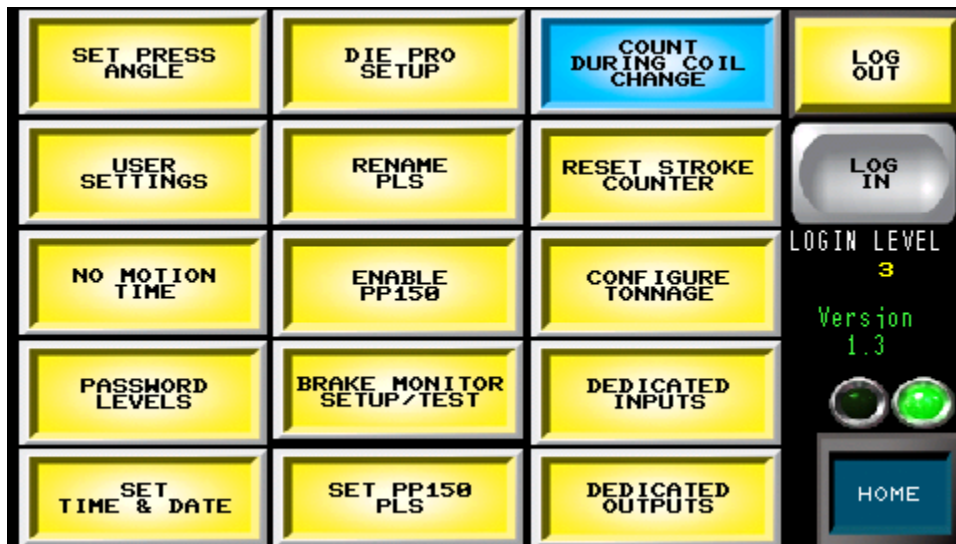 SET PRESS
ANGLE
DIE PRO
SETUP
COUNT
DURING COIL
CHANGE
LOG
OUT
USER
SETTINGS
RENAME
PLS
RESET STROKE
COUNTER
LOG
IN
LOGIN LEVEL
3
NO MOTION
TIME
ENABLE
PP150
CONFIGURE
TONNAGE
Version
1.3
PASSWORD
LEVELS
BRAKE MONITOR
SETUP/TEST
DEDICATED
INPUTS
SET
TIME & DATE
SET PP150
PLS
DEDICATED
OUTPUTS
HOME